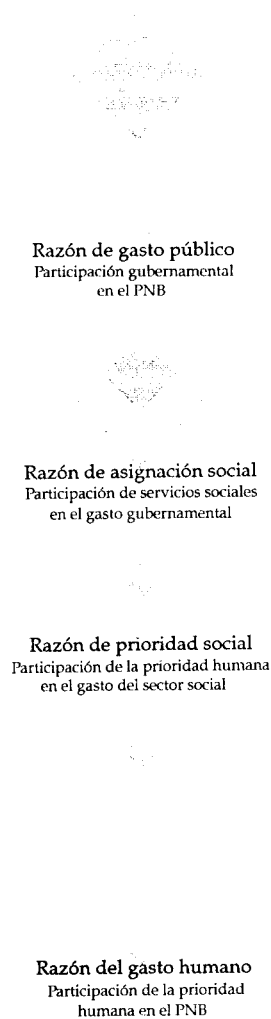 Razón de gasto público
Participación gubernamental
en el PNB
Razón de asignación social
Participación de servicios sociales
en el gasto gubernamental
Razón de prioridad social
Participación de la prioridad humana
en el gasto del sector social
Razón del gasto humano
Participación de la prioridad
humana en el PNB